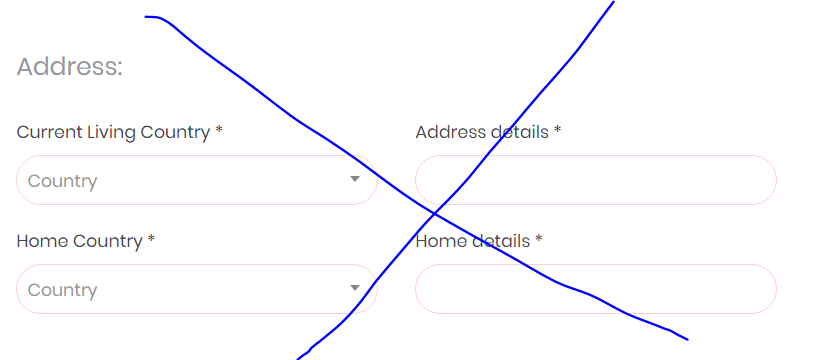 Address:
Current Living Country * Address details *
Country
Home Country * Home details *
Country